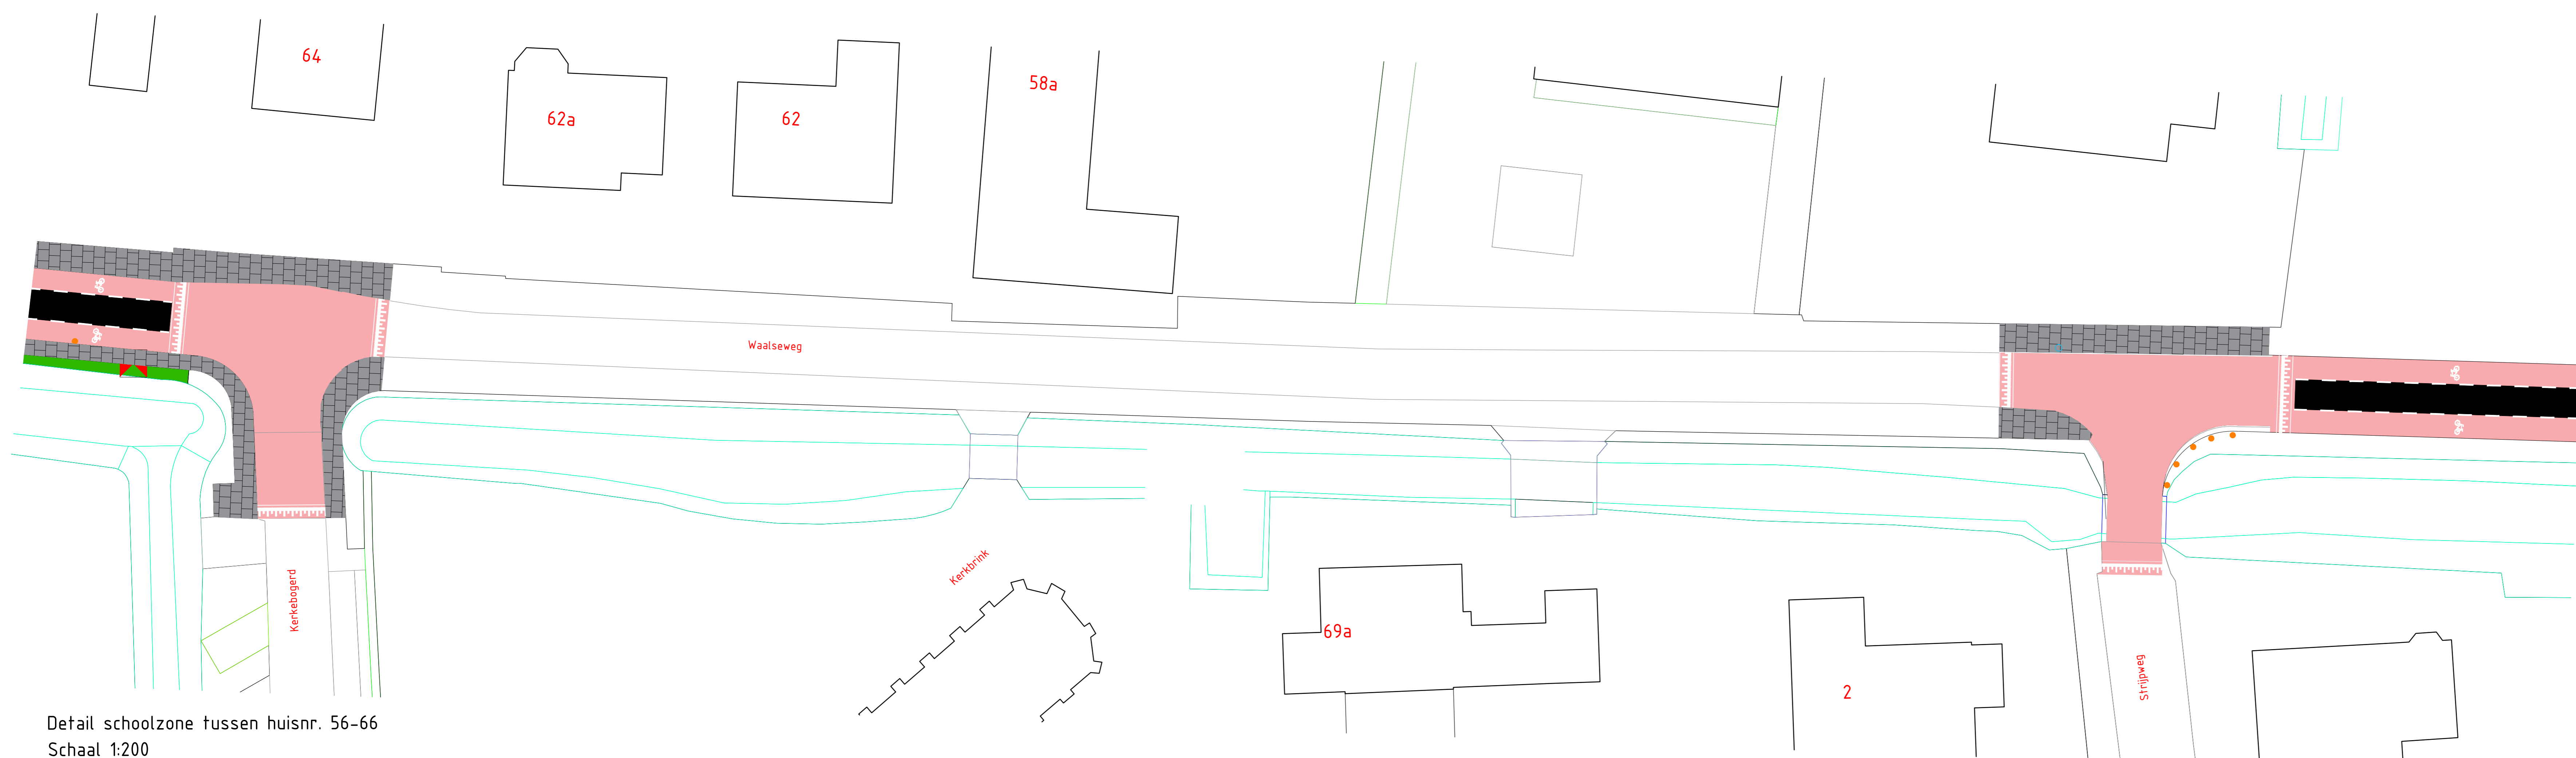 64
62a
62
58a
Waalseweg
Kerkbrink
Kerkebogerd
69a
2
Strijpweg
Detail schoolzone tussen huisnr. 56-66
Schaal 1:200